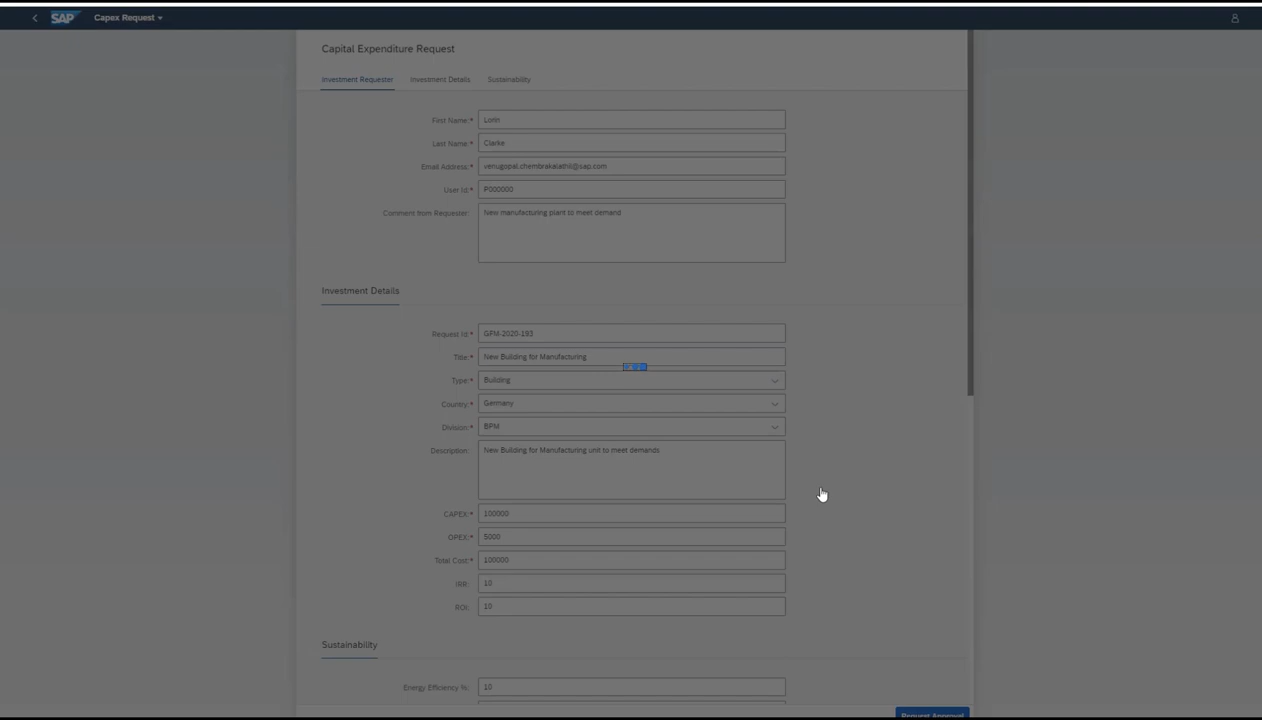 SAP Capex Request
Capital Expenditure Request
Investment Requester Investment Details Sustainability
First Name:* Lorin
Last Name:* Clarke
Email Address:* venugopal.chembrakalathil@sap.com
User Id:* P000000
Comment from Requester: New manufacturing plant to meet demand
Investment Details
Request Id:* GFM-2020-193
Title:* New Building for Manufacturing
Type:* Building
Country:* Germany
Division:* BPM
Description: New Building for Manufacturing unit to meet demands
CAPEX:* 100000
OPEX:* 5000
Total Cost:* 100000
IRR: 10
ROI: 10
Sustainability
Energy Efficiency %: 10
Request Approval